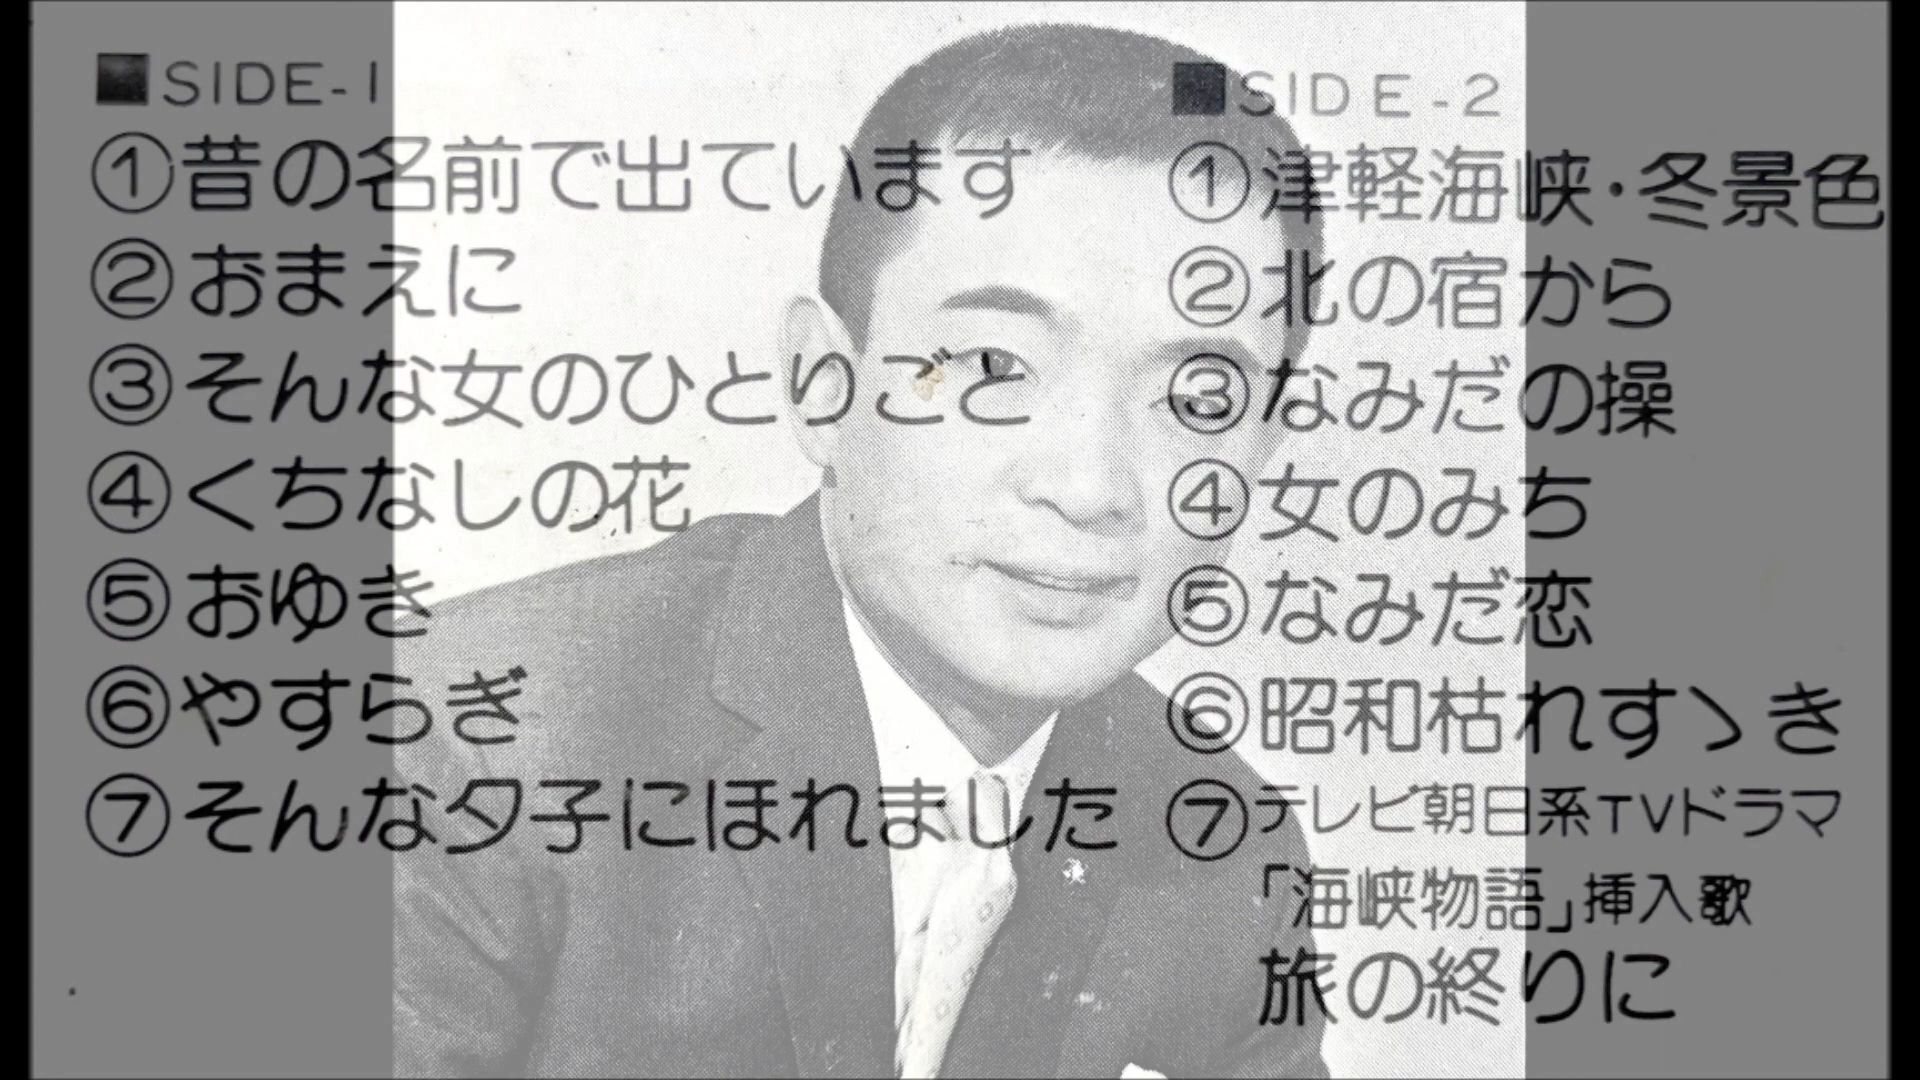 ■SIDE-1
①昔の名前で出ています
②おまえに
③そんな女のひとりごと
④くちなしの花
⑤おゆき
⑥やすらぎ
⑦そんな夕子にほれました
■SIDE-2
①津軽海峡・冬景色
②北の宿から
③なみだの操
④女のみち
⑤なみだ恋
⑥昭和枯れすゝき
⑦テレビ朝日系TVドラマ
「海峡物語」挿入歌
旅の終りに